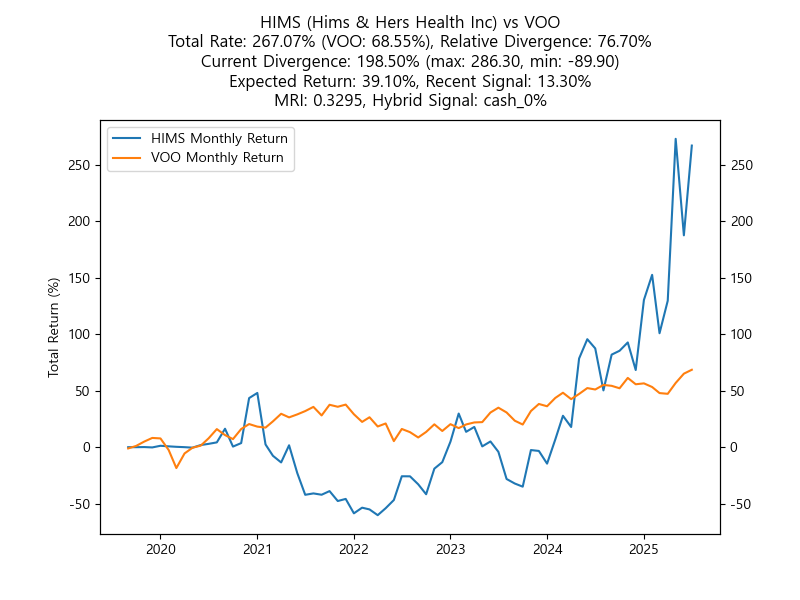 HIMS (Hims & Hers Health Inc) vs VOO
Total Rate: 267.07% (VOO: 68.55%), Relative Divergence: 76.70%
Current Divergence: 198.50% (max: 286.30, min: -89.90)
Expected Return: 39.10%, Recent Signal: 13.30%
MRI: 0.3295, Hybrid Signal: cash_0%
HIMS Monthly Return
VOO Monthly Return
Total Return (%)
250
200
150
100
50
0
-50
250
200
150
100
50
0
-50
2020
2021
2022
2023
2024
2025